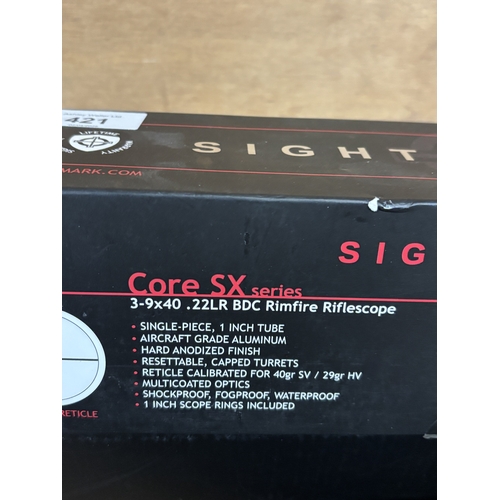 421
LIFETIME
WARRANTY
SIGHT
MARK.COM
SIG
Core SX series
3-9x40 .22LR BDC Rimfire Riflescope
• SINGLE-PIECE, 1 INCH TUBE
• AIRCRAFT GRADE ALUMINUM
• HARD ANODIZED FINISH
• RESETTABLE, CAPPED TURRETS
• RETICLE CALIBRATED FOR 40gr SV / 29gr HV
• MULTICOATED OPTICS
• SHOCKPROOF, FOGPROOF, WATERPROOF
• 1 INCH SCOPE RINGS INCLUDED
RETICLE